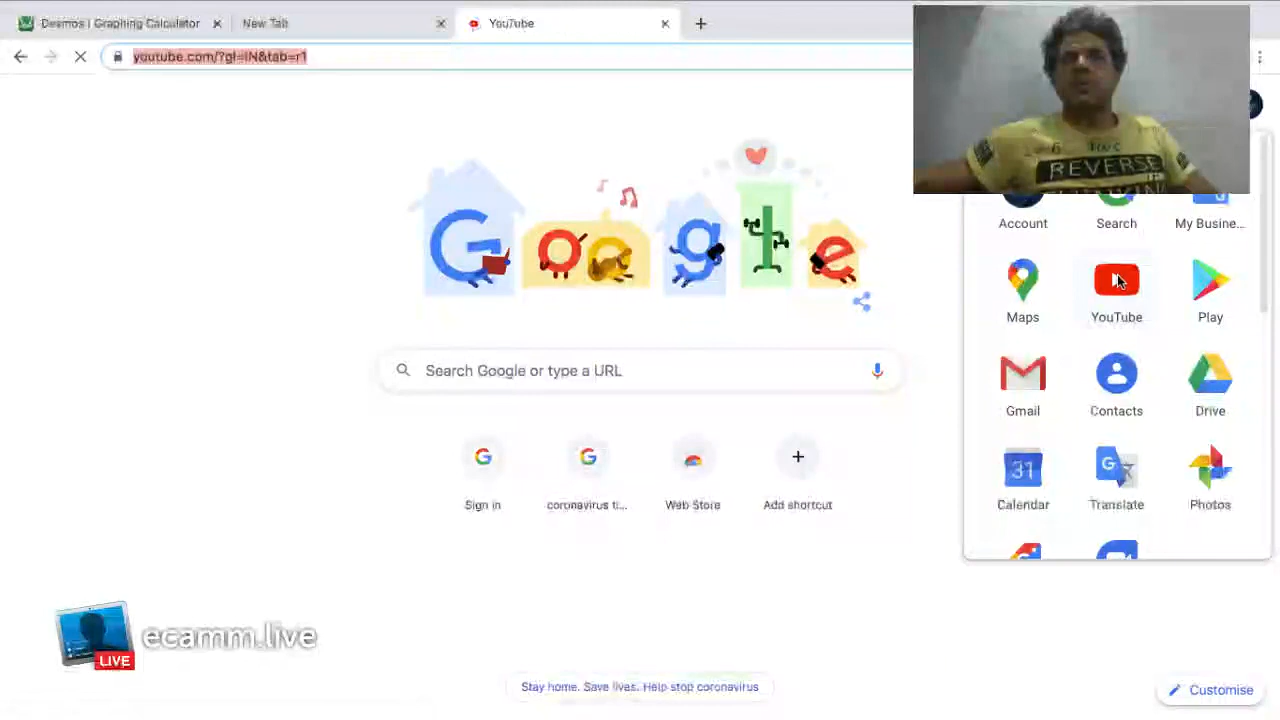 Desmos | Graphing Calculator
New Tab
YouTube
youtube.com/?gl=IN&tab=r1
REVERSE
Account
Search
My Busine...
Maps
YouTube
Play
Search Google or type a URL
Gmail
Contacts
Drive
31
Calendar
Translate
Photos
Sign in
coronavirus ti...
Web Store
Add shortcut
ecamm.live
LIVE
Stay home. Save lives. Help stop coronavirus
Customise